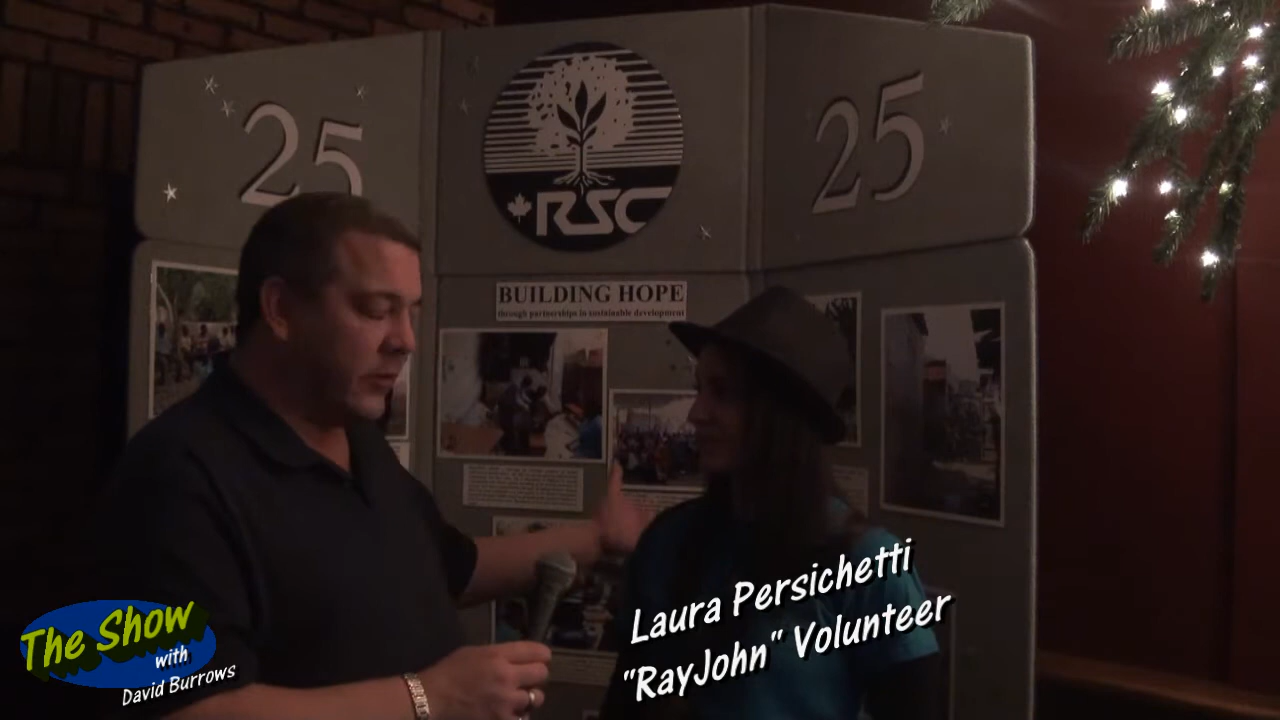 25
25
RSC
BUILDING HOPE
through partnerships in sustainable development
Laura Persichetti
"RayJohn" Volunteer
The Show
with
David Burrows